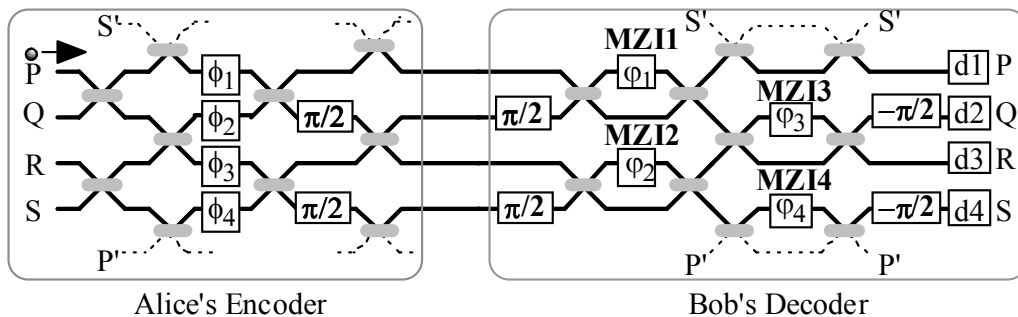 S' S' S'
MZI1
P ϕ1 φ1 d1 P
MZI3
Q ϕ2 π/2 π/2 φ3 −π/2 d2 Q
MZI2
R ϕ3 φ2 d3 R
MZI4
S ϕ4 π/2 π/2 φ4 −π/2 d4 S
P' P' P'
Alice's Encoder Bob's Decoder